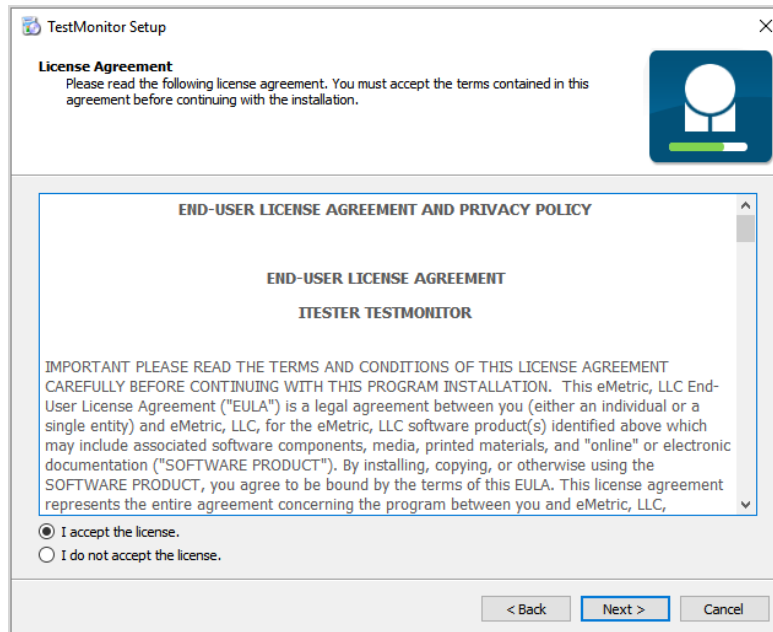 TestMonitor Setup
License Agreement
Please read the following license agreement. You must accept the terms contained in this
agreement before continuing with the installation.
END-USER LICENSE AGREEMENT AND PRIVACY POLICY
END-USER LICENSE AGREEMENT
ITESTER TESTMONITOR
IMPORTANT PLEASE READ THE TERMS AND CONDITIONS OF THIS LICENSE AGREEMENT
CAREFULLY BEFORE CONTINUING WITH THIS PROGRAM INSTALLATION.  This eMetric, LLC End-
User License Agreement ("EULA") is a legal agreement between you (either an individual or a
single entity) and eMetric, LLC, for the eMetric, LLC software product(s) identified above which
may include associated software components, media, printed materials, and "online" or electronic
documentation ("SOFTWARE PRODUCT"). By installing, copying, or otherwise using the
SOFTWARE PRODUCT, you agree to be bound by the terms of this EULA. This license agreement
represents the entire agreement concerning the program between you and eMetric, LLC,
I accept the license.
I do not accept the license.
< Back Next > Cancel